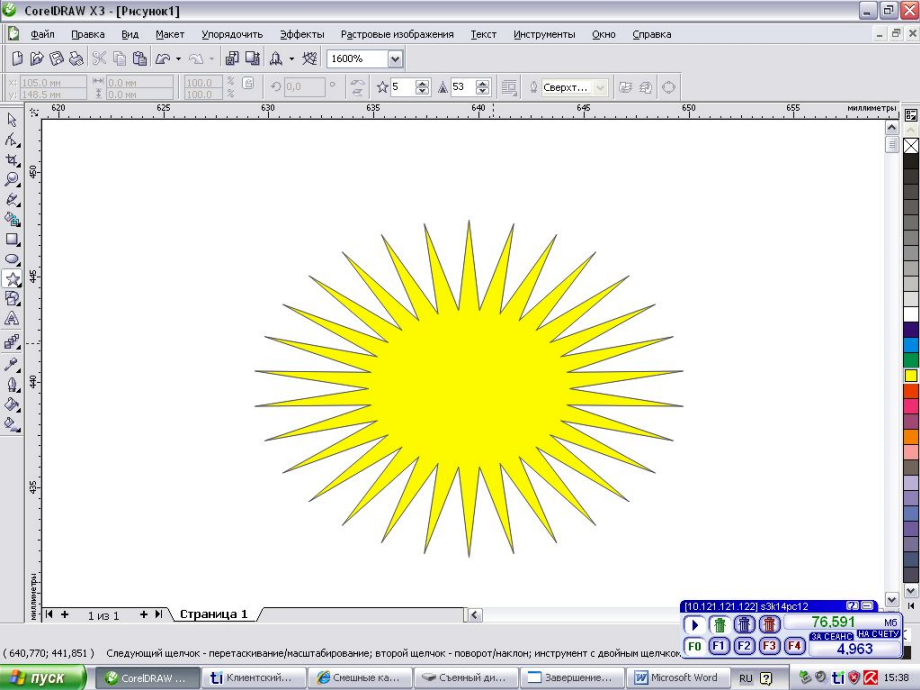 CorelDRAW X3 - [Рисунок1]
Файл Правка Вид Макет Упорядочить Эффекты Растровые изображения Текст Инструменты Окно Справка
1600%
x: 105.0 мм 0.0 мм 100.0 % 0,0 ° 5 53 Сверхт...
y: 148.5 мм 0.0 мм 100.0 %
620 625 630 635 640 645 650 655 миллиметры
450
445
440
435
миллиметры
1 из 1 Страница 1
[10.121.121.122] s3k14pc12
76.591 Мб
ЗА СЕАНС НА СЧЕТУ
F0 F1 F2 F3 F4 4.963
( 640,770; 441,851 ) Следующий щелчок - перетаскивание/масштабирование; второй щелчок - поворот/наклон; инструмент с двойным щелчком
пуск CorelDRAW ... Клиентский... Смешные ка... Съемный ди... Завершение... Microsoft Word RU 15:38